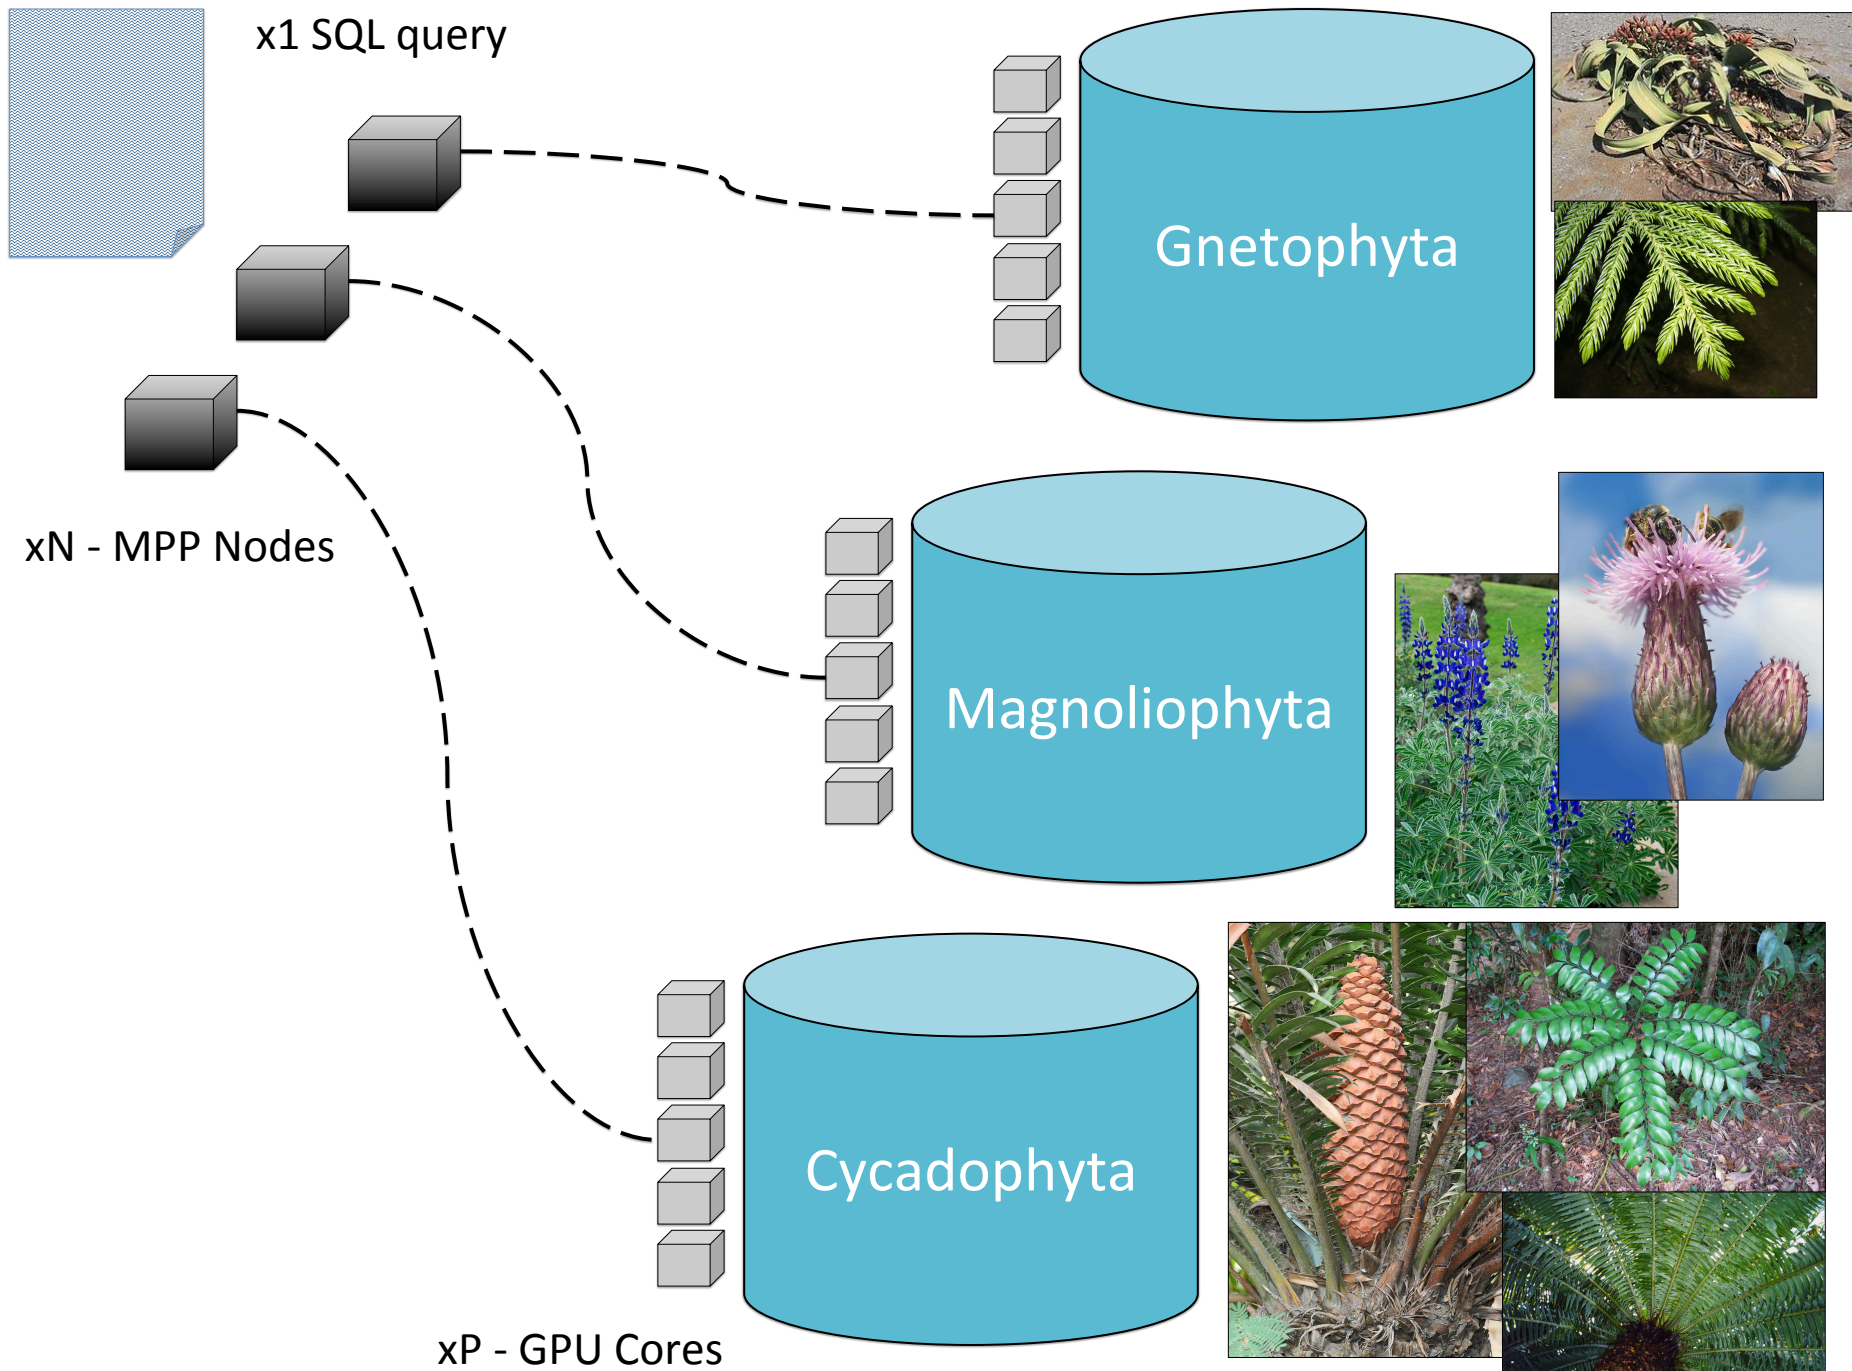 x1 SQL query
Gnetophyta
xN - MPP Nodes
Magnoliophyta
Cycadophyta
xP - GPU Cores